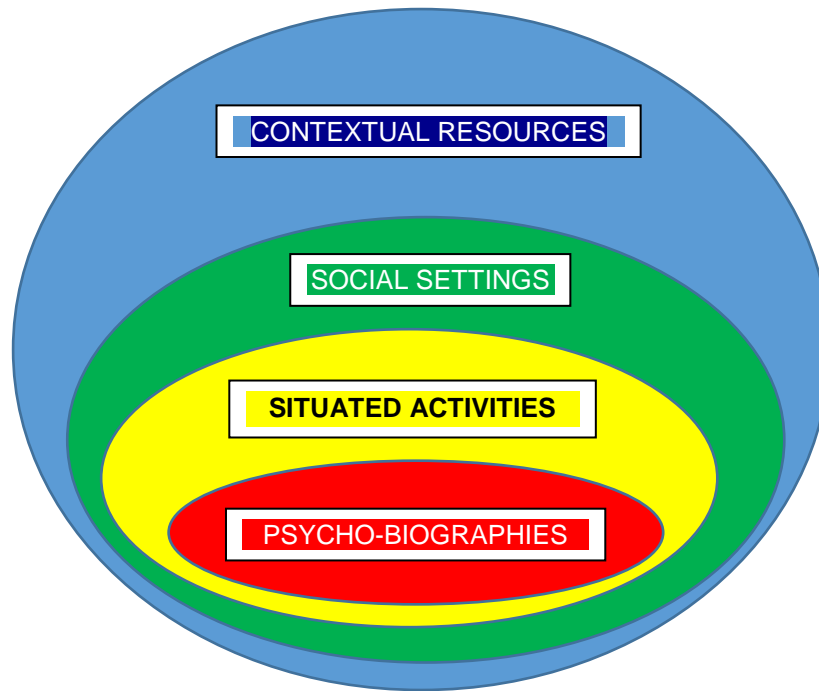 CONTEXTUAL RESOURCES
SOCIAL SETTINGS
SITUATED ACTIVITIES
PSYCHO-BIOGRAPHIES